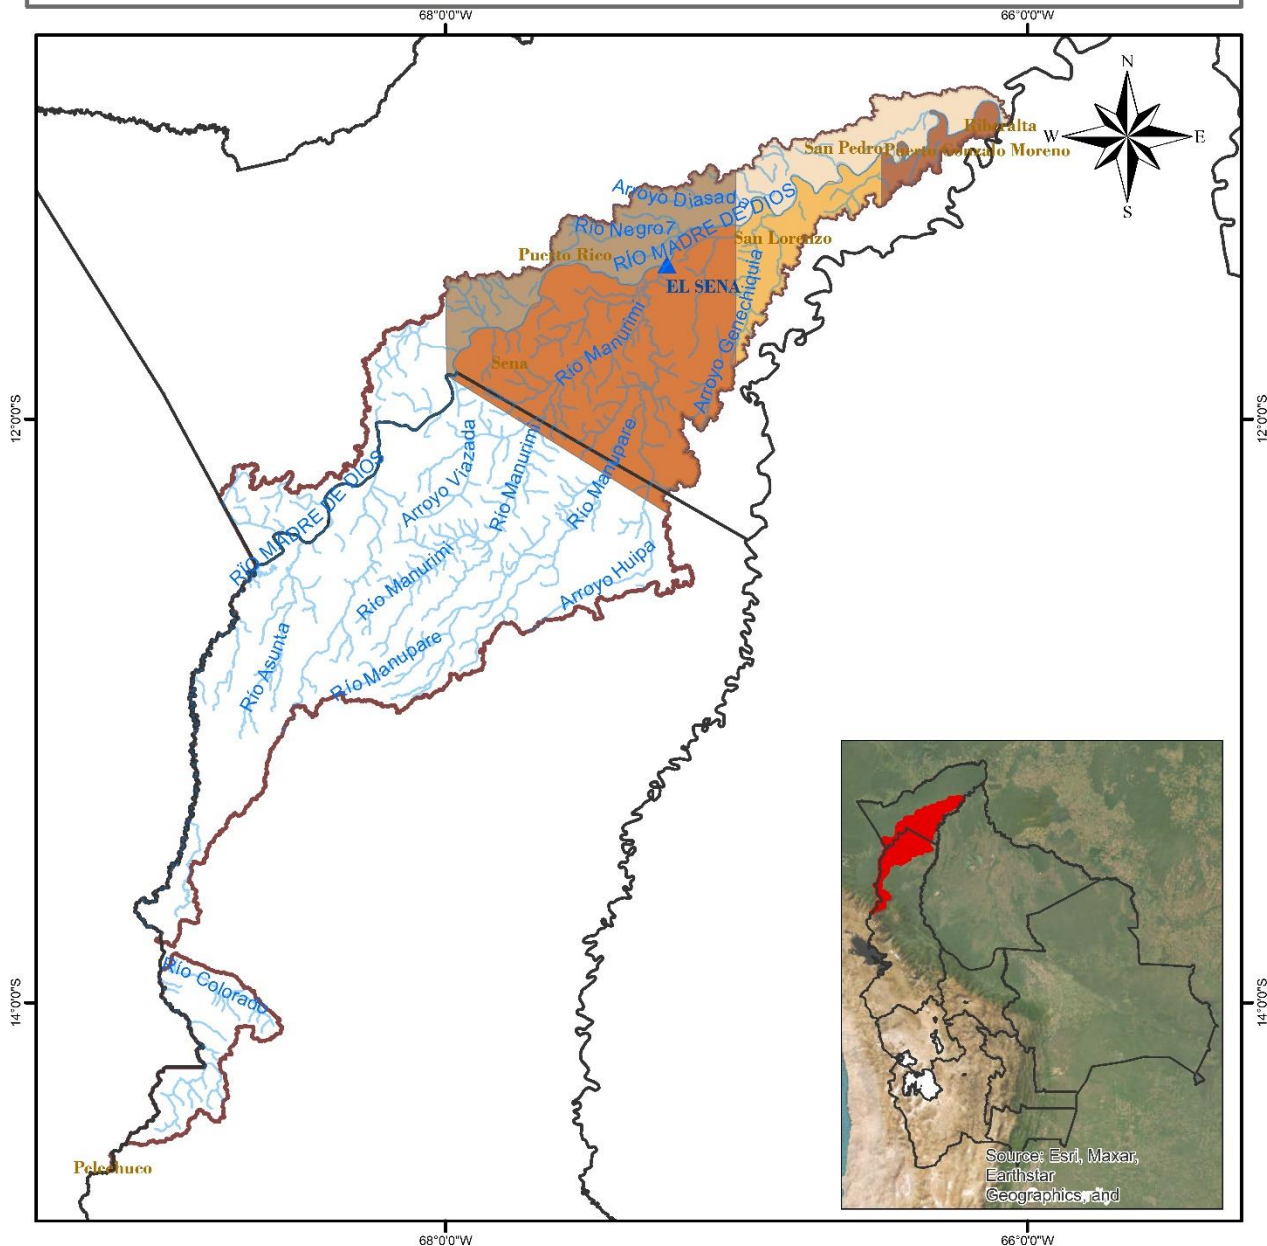 68°0'0"W
66°0'0"W
N
W
E
S
Riberalta
San Pedro
Puerto Gonzalo Moreno
Arroyo Diasada
Río Negro7
RÍO MADRE DE DIOS
San Lorenzo
Puerto Rico
EL SENA
Arroyo Genechiquia
Río Manurimi
Sena
12°0'0"S
12°0'0"S
Arroyo Viazada
Río Manurimi
Río Manupare
RÍO MADRE DE DIOS
Río Manurimi
Arroyo Huipa
Río Asunta
Río Manupare
Río Colorado
14°0'0"S
14°0'0"S
Pelechuco
Source: Esri, Maxar,
Earthstar
Geographics, and
68°0'0"W
66°0'0"W